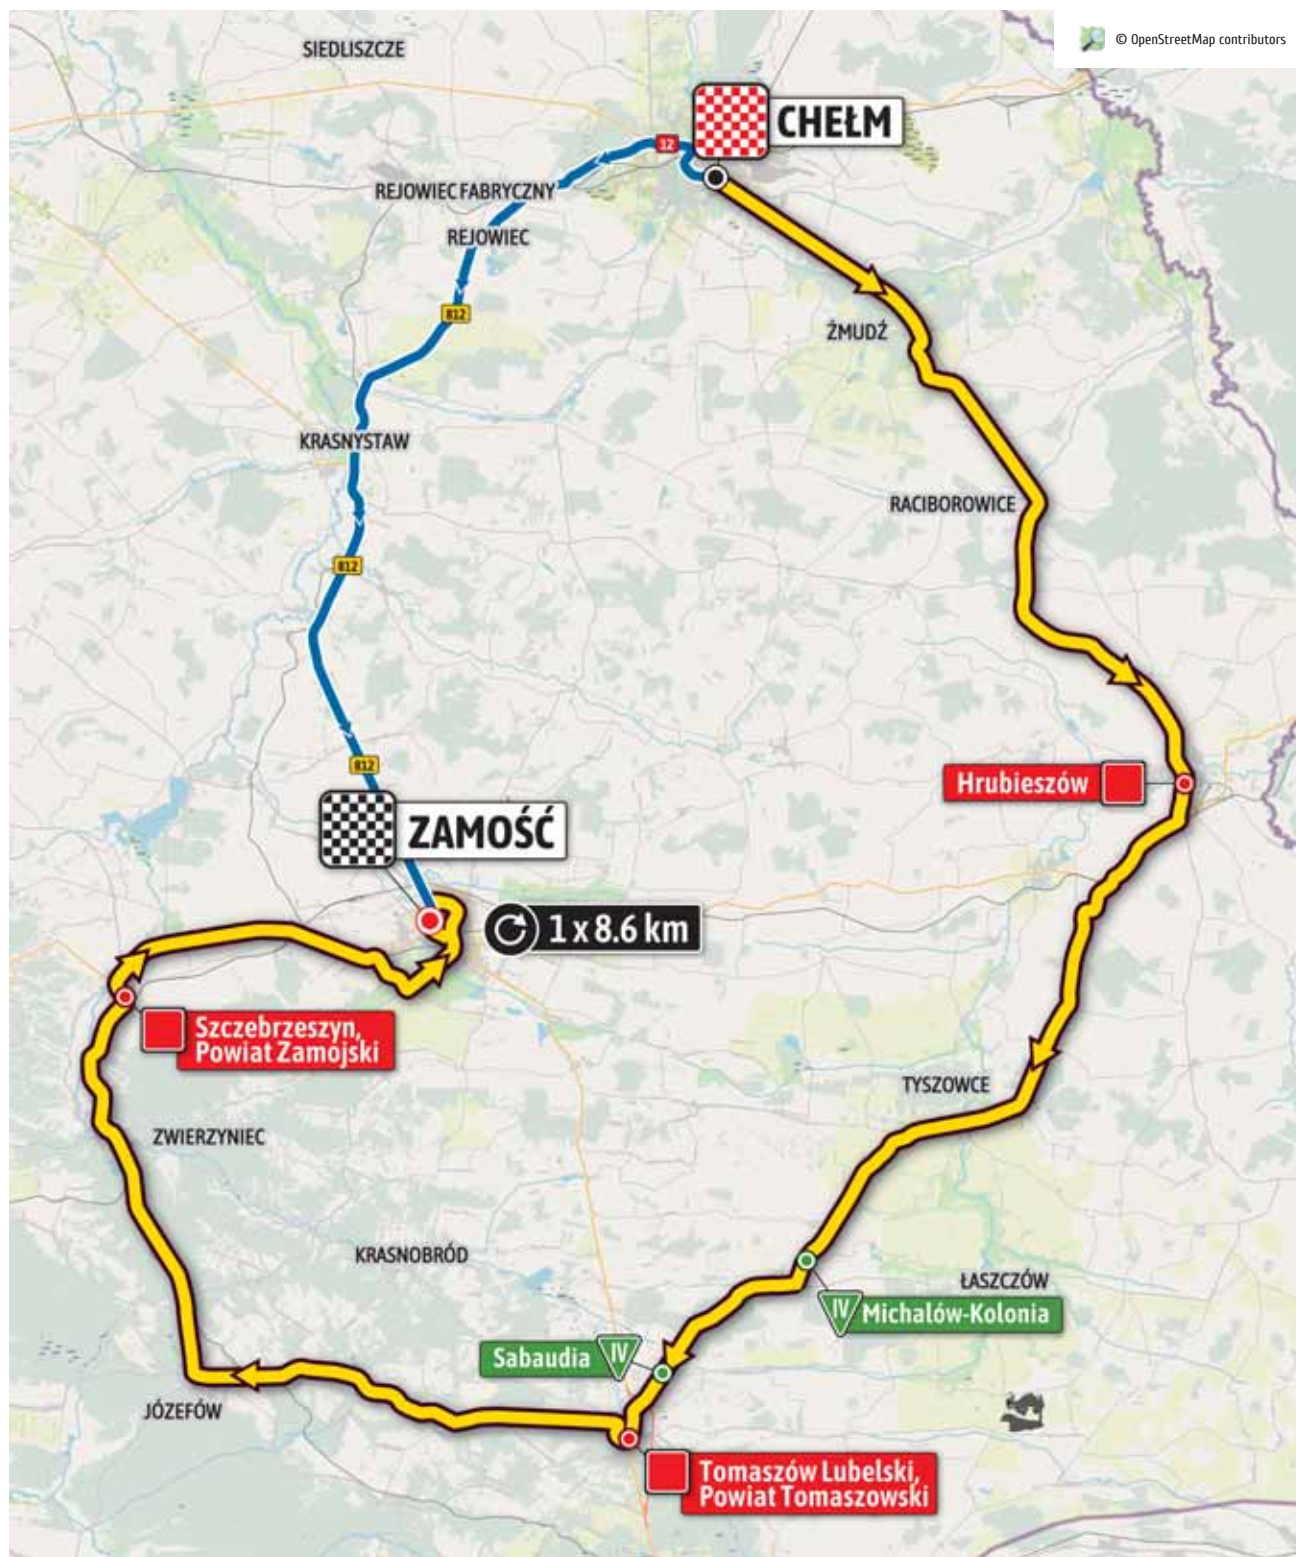 © OpenStreetMap contributors
SIEDLISZCZE
CHEŁM
12
REJOWIEC FABRYCZNY
REJOWIEC
812
ŻMUDŹ
KRASNYSTAW
RACIBOROWICE
812
812
Hrubieszów
ZAMOŚĆ
1 x 8.6 km
Szczebrzeszyn,
Powiat Zamojski
TYSZOWCE
ZWIERZYNIEC
KRASNOBRÓD
ŁASZCZÓW
IV Michalów-Kolonia
Sabaudia IV
JÓZEFÓW
Tomaszów Lubelski,
Powiat Tomaszowski